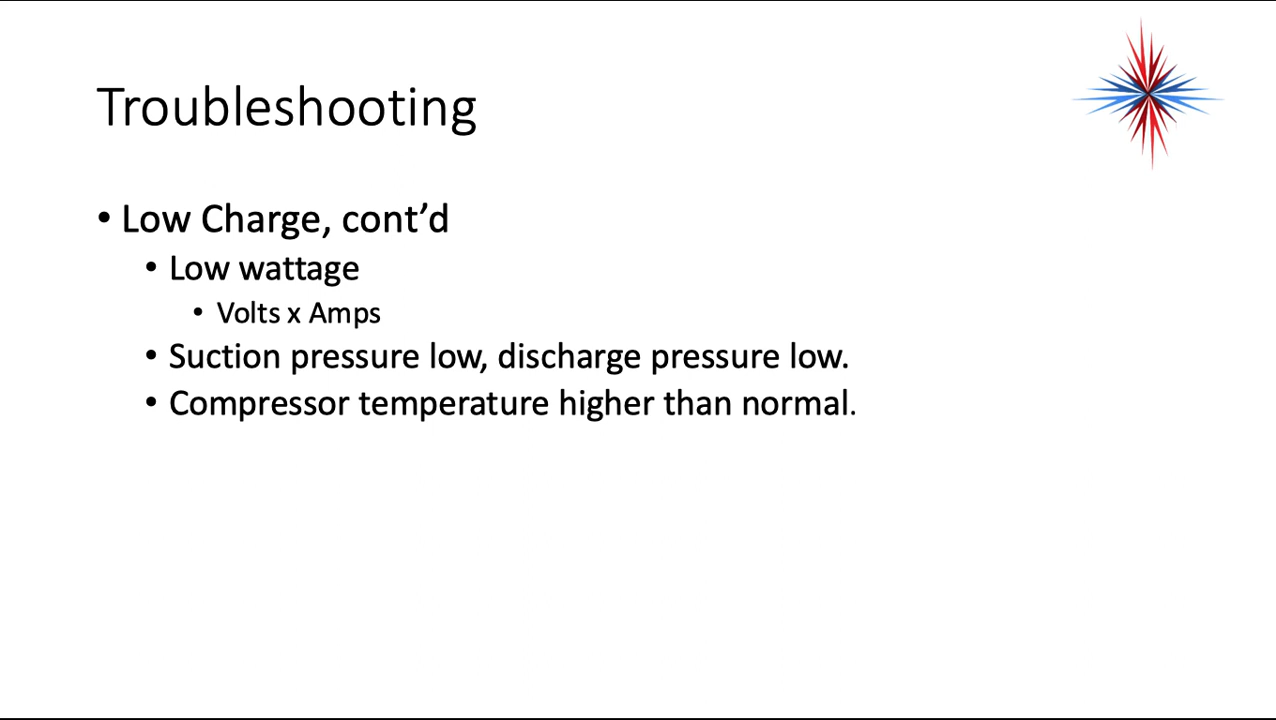 Troubleshooting
• Low Charge, cont’d
• Low wattage
• Volts x Amps
• Suction pressure low, discharge pressure low.
• Compressor temperature higher than normal.